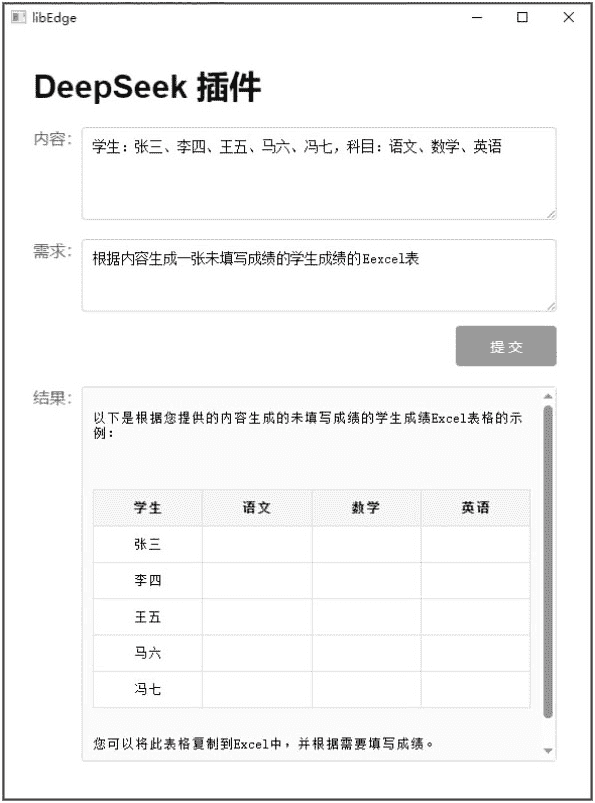 libEdge
DeepSeek 插件
内容：
学生：张三、李四、王五、马六、冯七，科目：语文、数学、英语
需求：
根据内容生成一张未填写成绩的学生成绩的Eexcel表
提交
结果：
以下是根据您提供的内容生成的未填写成绩的学生成绩Excel表格的示
例：
学生 语文 数学 英语
张三
李四
王五
马六
冯七
您可以将此表格复制到Excel中，并根据需要填写成绩。